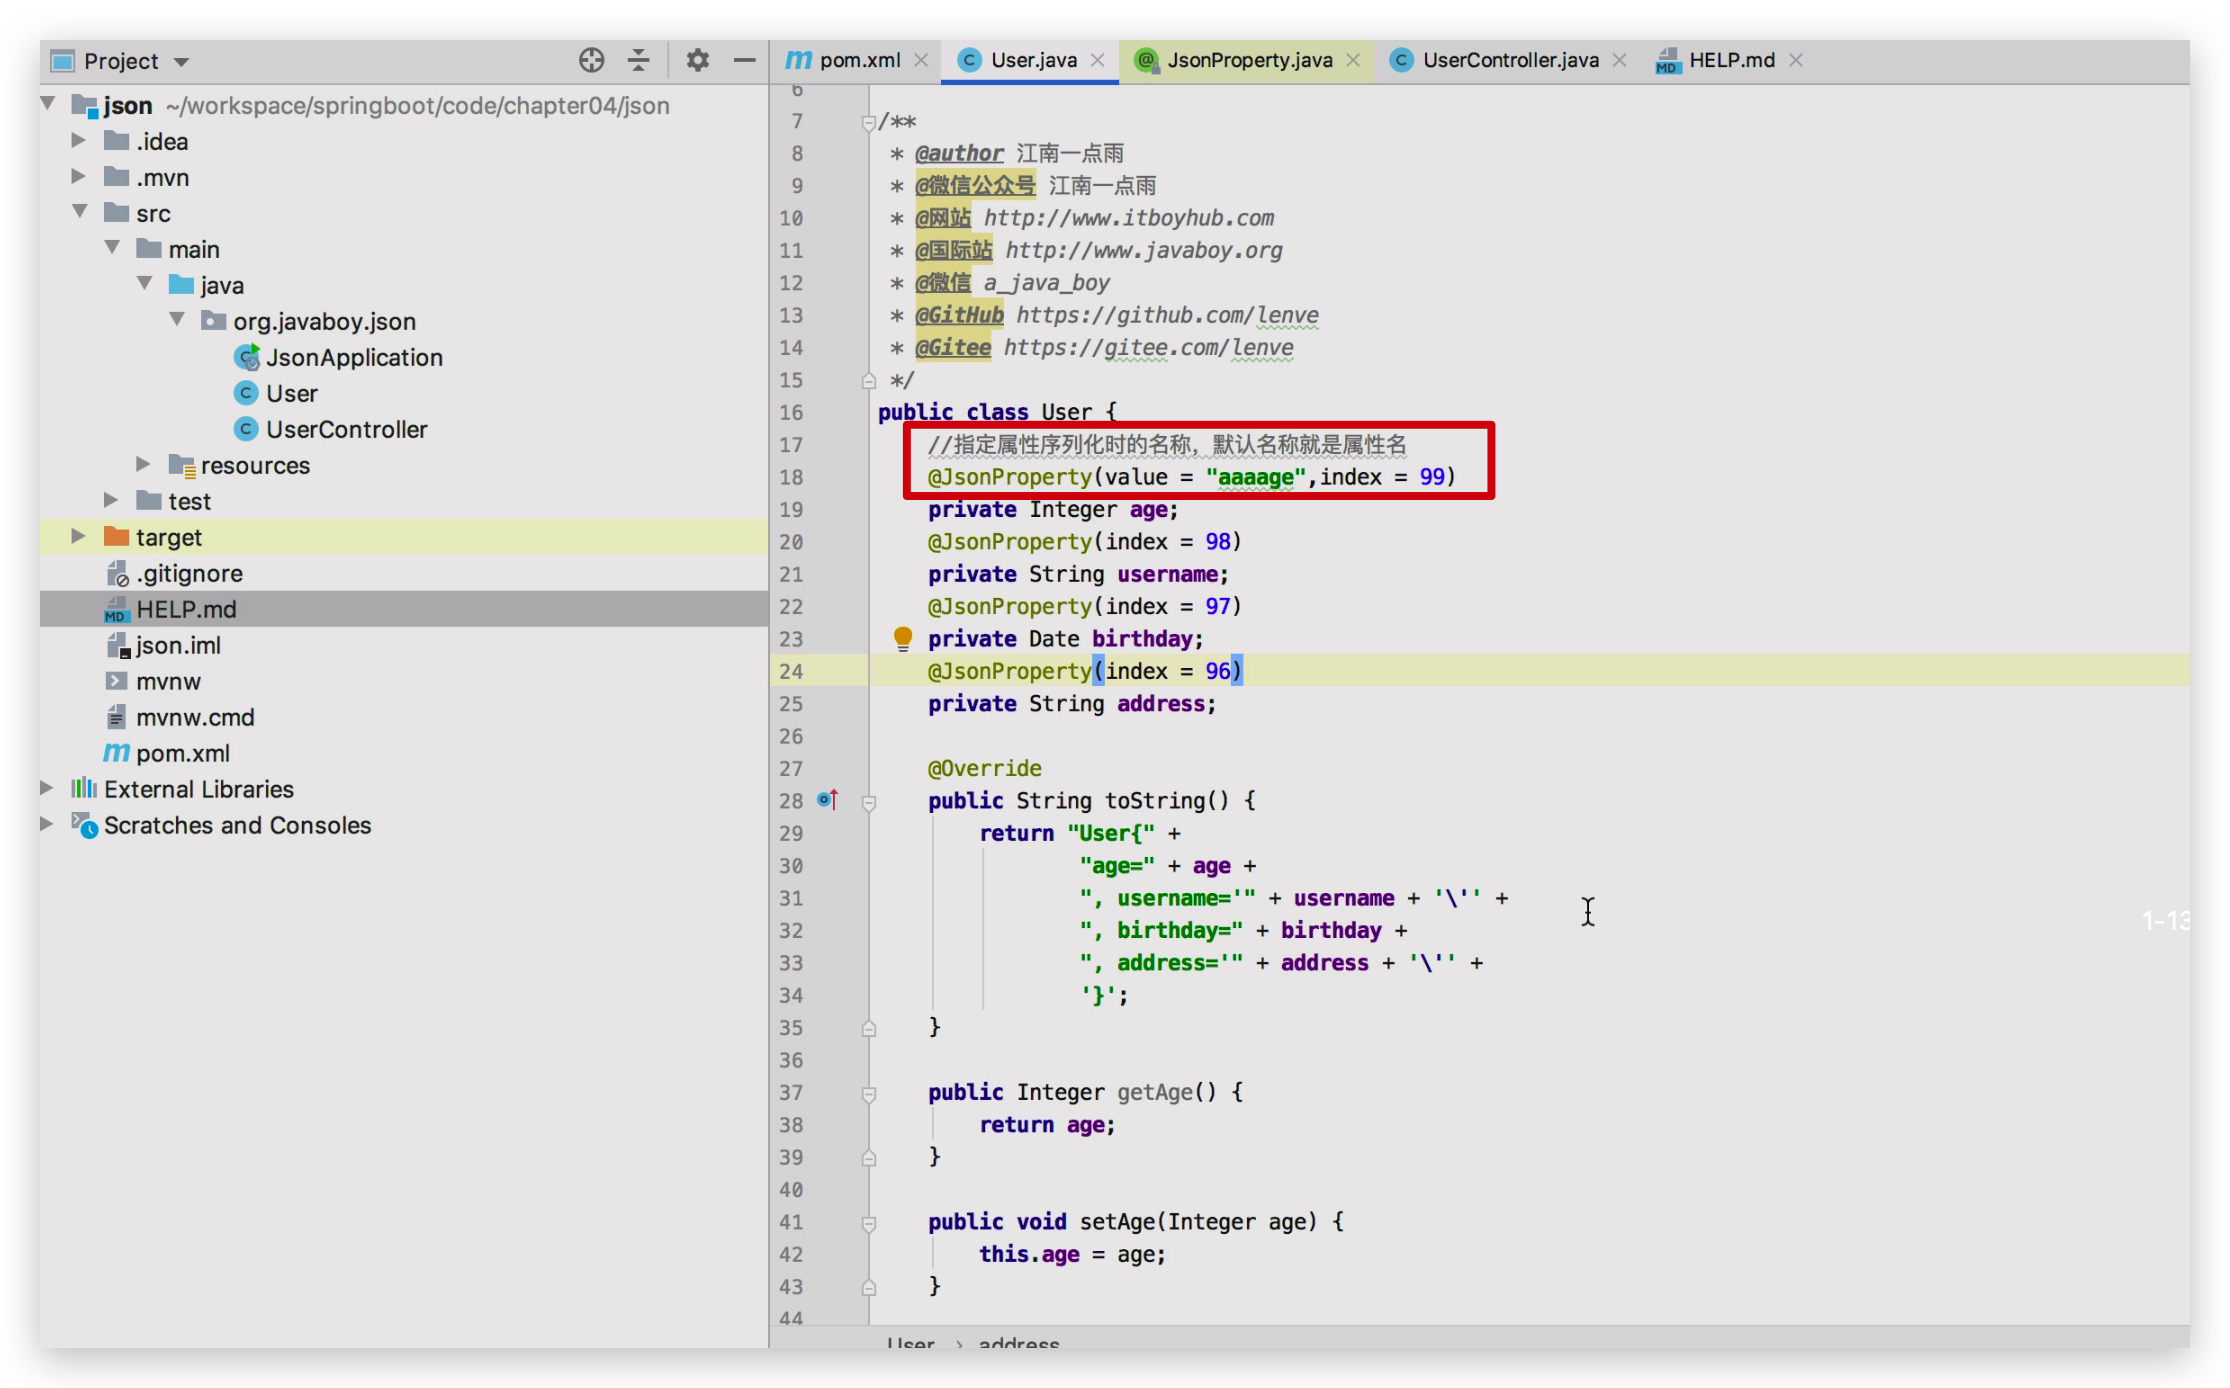 Project
json ~/workspace/springboot/code/chapter04/json
.idea
.mvn
src
main
java
org.javaboy.json
JsonApplication
User
UserController
resources
test
target
.gitignore
HELP.md
json.iml
mvnw
mvnw.cmd
pom.xml
External Libraries
Scratches and Consoles
pom.xml User.java JsonProperty.java UserController.java HELP.md
6
7 /**
8 * @author 江南一点雨
9 * @微信公众号 江南一点雨
10 * @网站 http://www.itboyhub.com
11 * @国际站 http://www.javaboy.org
12 * @微信 a_java_boy
13 * @GitHub https://github.com/lenve
14 * @Gitee https://gitee.com/lenve
15 */
16 public class User {
17 //指定属性序列化时的名称，默认名称就是属性名
18 @JsonProperty(value = "aaaage",index = 99)
19 private Integer age;
20 @JsonProperty(index = 98)
21 private String username;
22 @JsonProperty(index = 97)
23 private Date birthday;
24 @JsonProperty(index = 96)
25 private String address;
26
27 @Override
28 public String toString() {
29 return "User{" +
30 "age=" + age +
31 ", username='" + username + '\'' +
32 ", birthday=" + birthday +
33 ", address='" + address + '\'' +
34 '}';
35 }
36
37 public Integer getAge() {
38 return age;
39 }
40
41 public void setAge(Integer age) {
42 this.age = age;
43 }
44
User › address
1-13